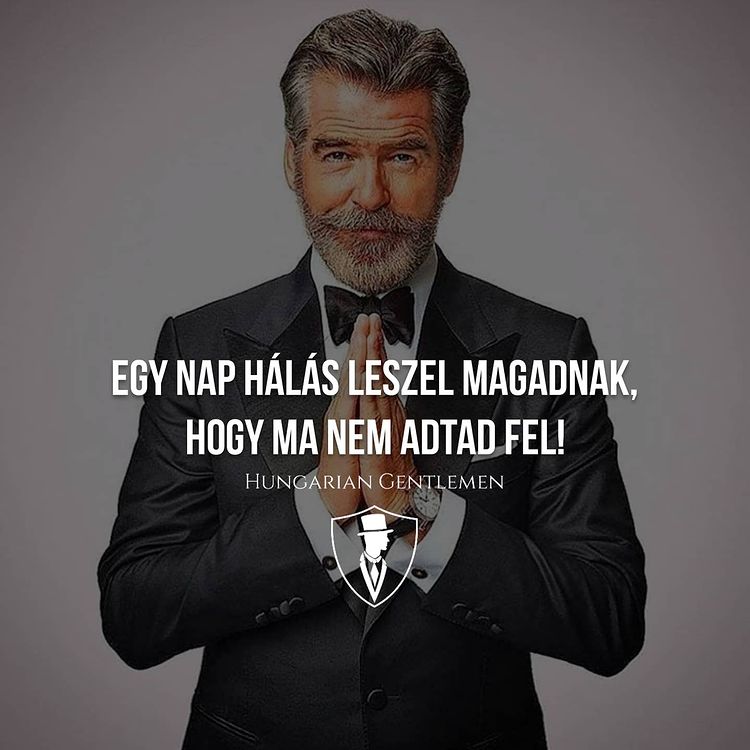 EGY NAP HÁLÁS LESZEL MAGADNAK,
HOGY MA NEM ADTAD FEL!
HUNGARIAN GENTLEMEN